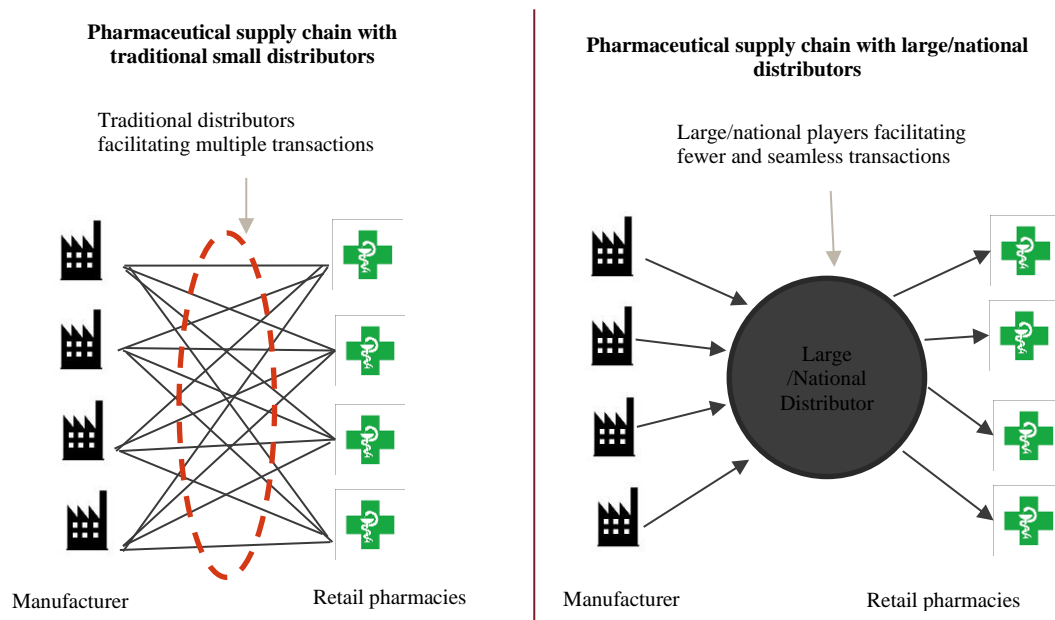 Pharmaceutical supply chain with
traditional small distributors
Traditional distributors
facilitating multiple transactions
Manufacturer
Retail pharmacies
Pharmaceutical supply chain with large/national
distributors
Large/national players facilitating
fewer and seamless transactions
Large
/National
Distributor
Manufacturer
Retail pharmacies